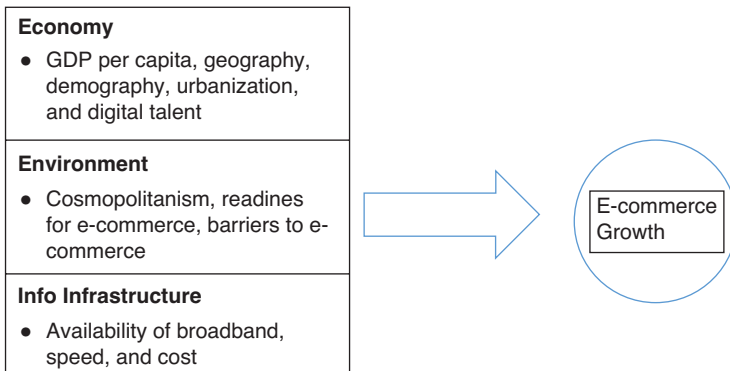 Economy
● GDP per capita, geography,
demography, urbanization,
and digital talent
Environment
● Cosmopolitanism, readines
for e-commerce, barriers to e-
commerce
Info Infrastructure
● Availability of broadband,
speed, and cost
E-commerce
Growth